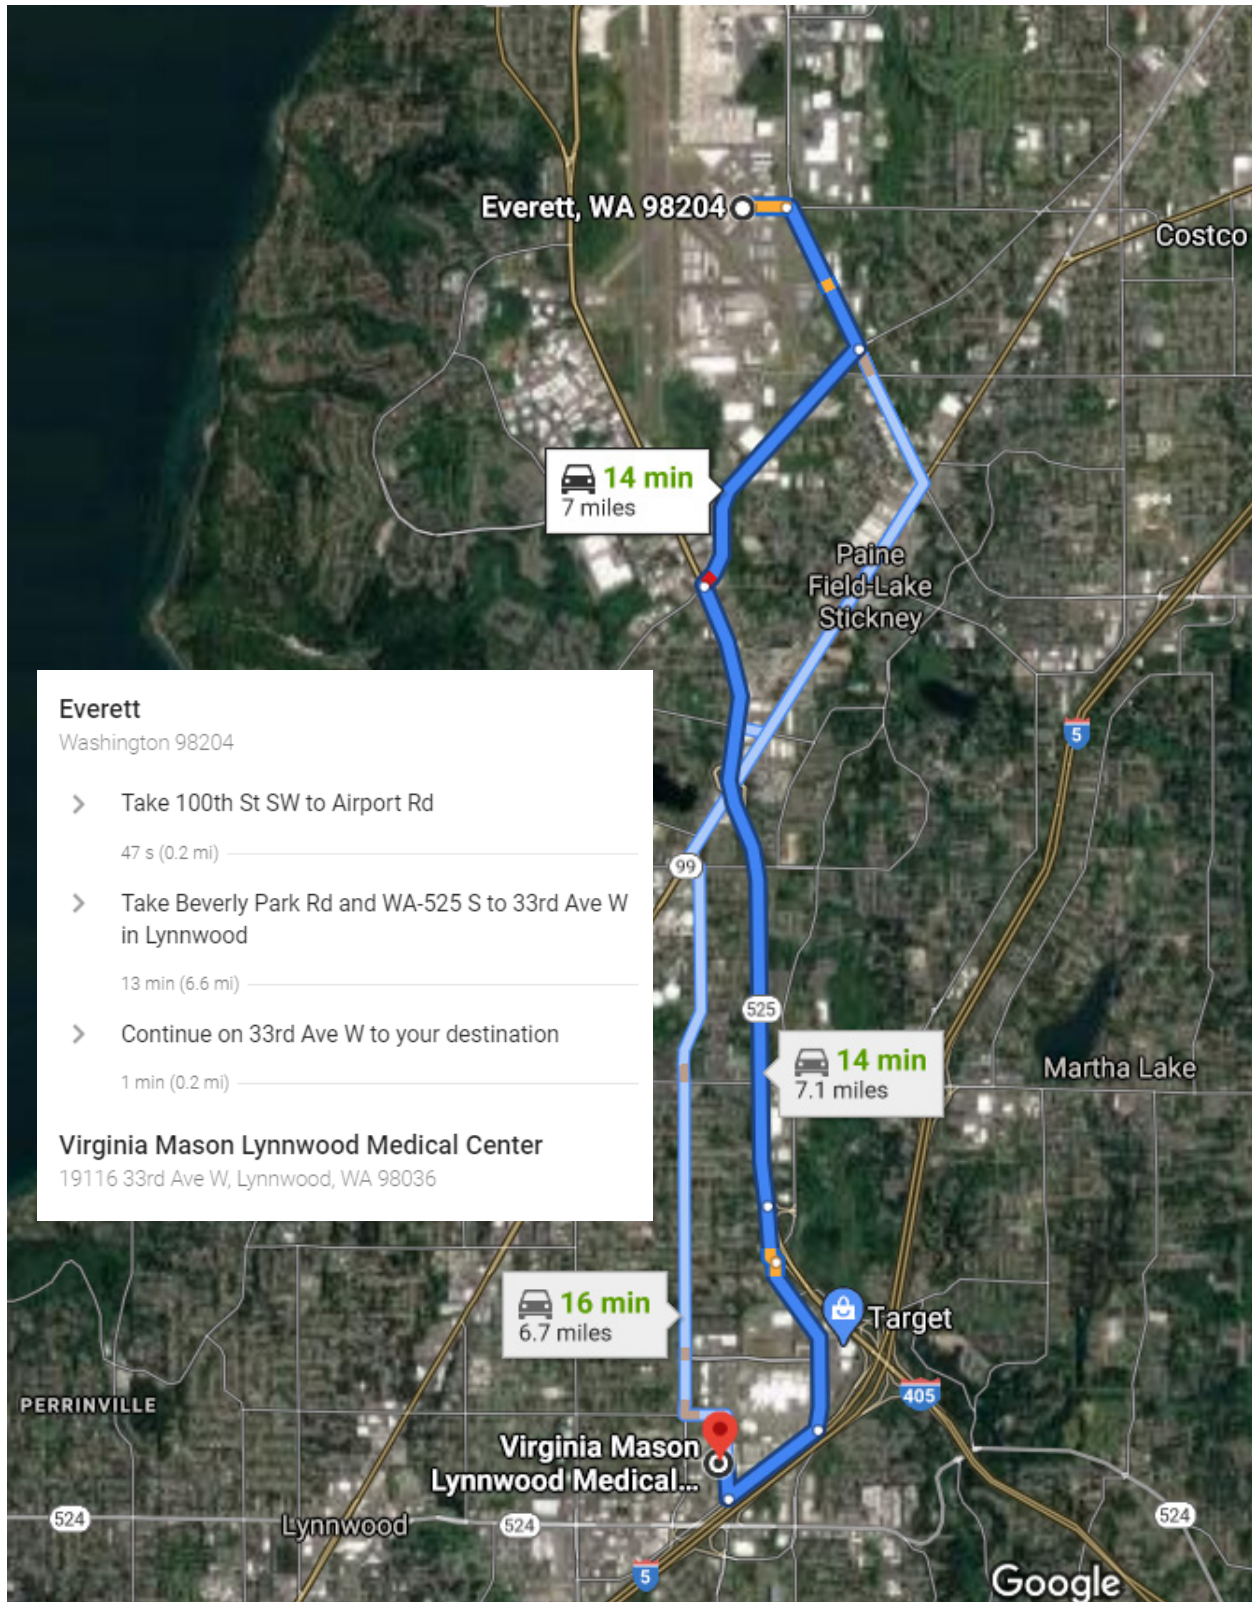 Everett, WA 98204
Costco
14 min
7 miles
Paine
Field-Lake
Stickney
Everett
Washington 98204
5
Take 100th St SW to Airport Rd
47 s (0.2 mi)
99
Take Beverly Park Rd and WA-525 S to 33rd Ave W
in Lynnwood
13 min (6.6 mi)
525
Continue on 33rd Ave W to your destination
14 min
7.1 miles
Martha Lake
1 min (0.2 mi)
Virginia Mason Lynnwood Medical Center
19116 33rd Ave W, Lynnwood, WA 98036
16 min
6.7 miles
Target
405
PERRINVILLE
Virginia Mason
Lynnwood Medical...
524
Lynnwood
524
524
5
Google